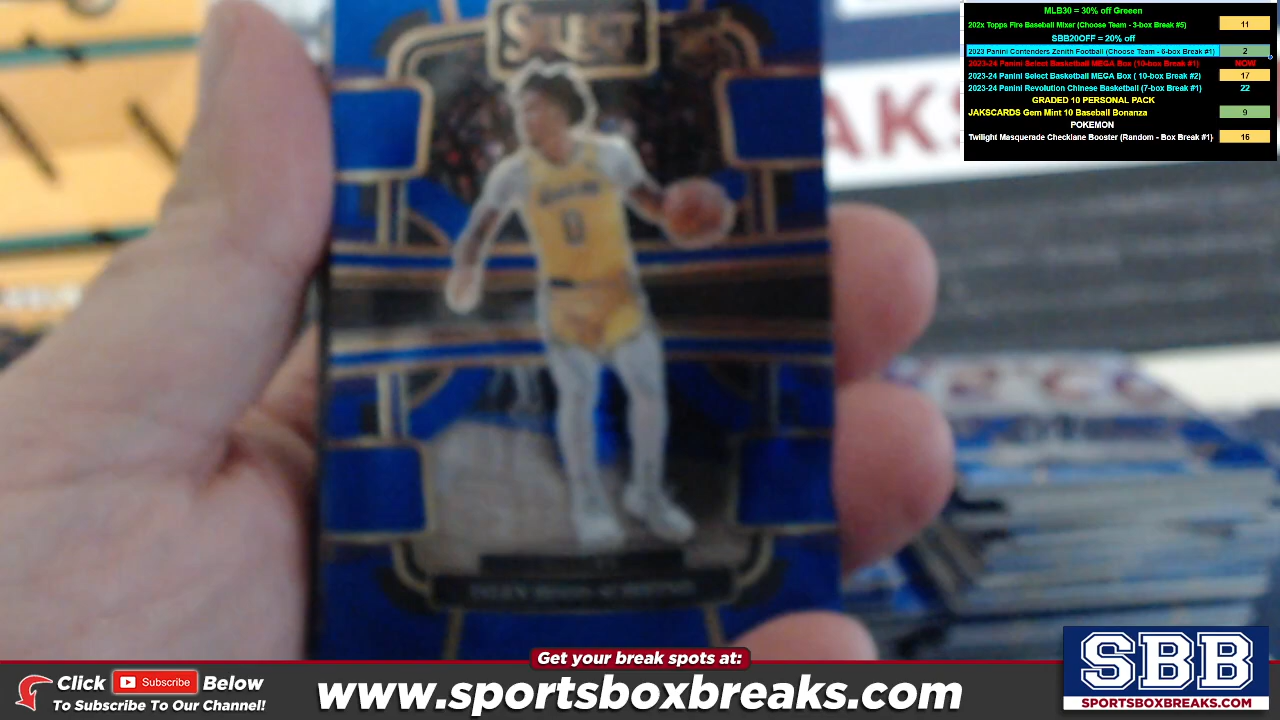 SELECT
MLB30 = 30% off Greeen
202x Topps Fire Baseball Mixer (Choose Team - 3-box Break #5) 11
SBB20OFF = 20% off
2023 Panini Contenders Zenith Football (Choose Team - 6-box Break #1) 2
2023-24 Panini Select Basketball MEGA Box (10-box Break #1) NOW
2023-24 Panini Select Basketball MEGA Box ( 10-box Break #2) 17
2023-24 Panini Revolution Chinese Basketball (7-box Break #1) 22
GRADED 10 PERSONAL PACK
JAKSCARDS Gem Mint 10 Baseball Bonanza 9
POKEMON
Twilight Masquerade Checklane Booster (Random - Box Break #1) 16
AKS
0
Get your break spots at:
Click Subscribe Below
To Subscribe To Our Channel!
www.sportsboxbreaks.com
SBB
SPORTSBOXBREAKS.COM